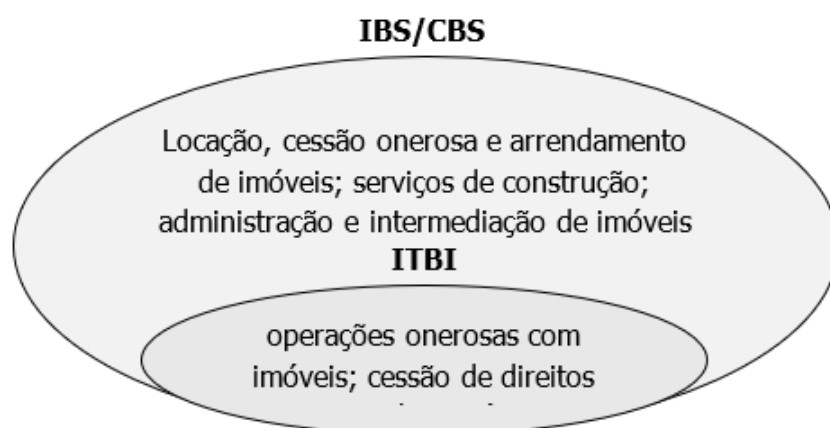 IBS/CBS
Locação, cessão onerosa e arrendamento
de imóveis; serviços de construção;
administração e intermediação de imóveis
ITBI
operações onerosas com
imóveis; cessão de direitos